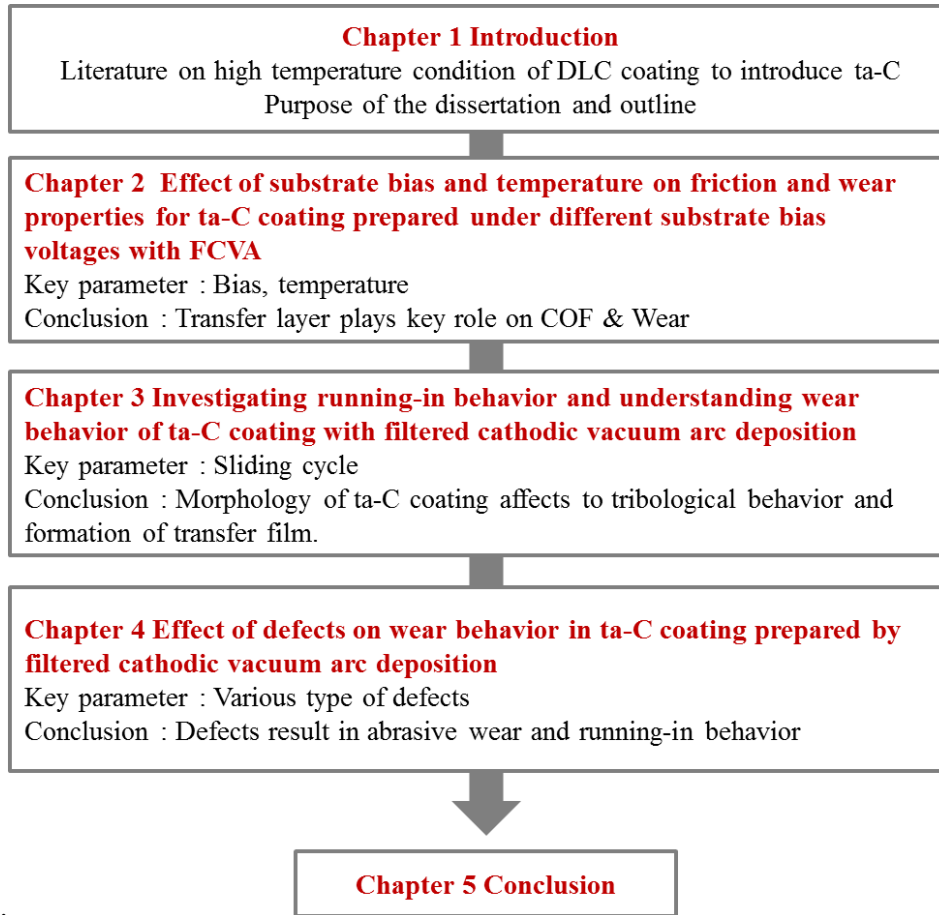 Chapter 1 Introduction
Literature on high temperature condition of DLC coating to introduce ta-C
Purpose of the dissertation and outline
Chapter 2 Effect of substrate bias and temperature on friction and wear
properties for ta-C coating prepared under different substrate bias
voltages with FCVA
Key parameter : Bias, temperature
Conclusion : Transfer layer plays key role on COF & Wear
Chapter 3 Investigating running-in behavior and understanding wear
behavior of ta-C coating with filtered cathodic vacuum arc deposition
Key parameter : Sliding cycle
Conclusion : Morphology of ta-C coating affects to tribological behavior and
formation of transfer film.
Chapter 4 Effect of defects on wear behavior in ta-C coating prepared by
filtered cathodic vacuum arc deposition
Key parameter : Various type of defects
Conclusion : Defects result in abrasive wear and running-in behavior
Chapter 5 Conclusion